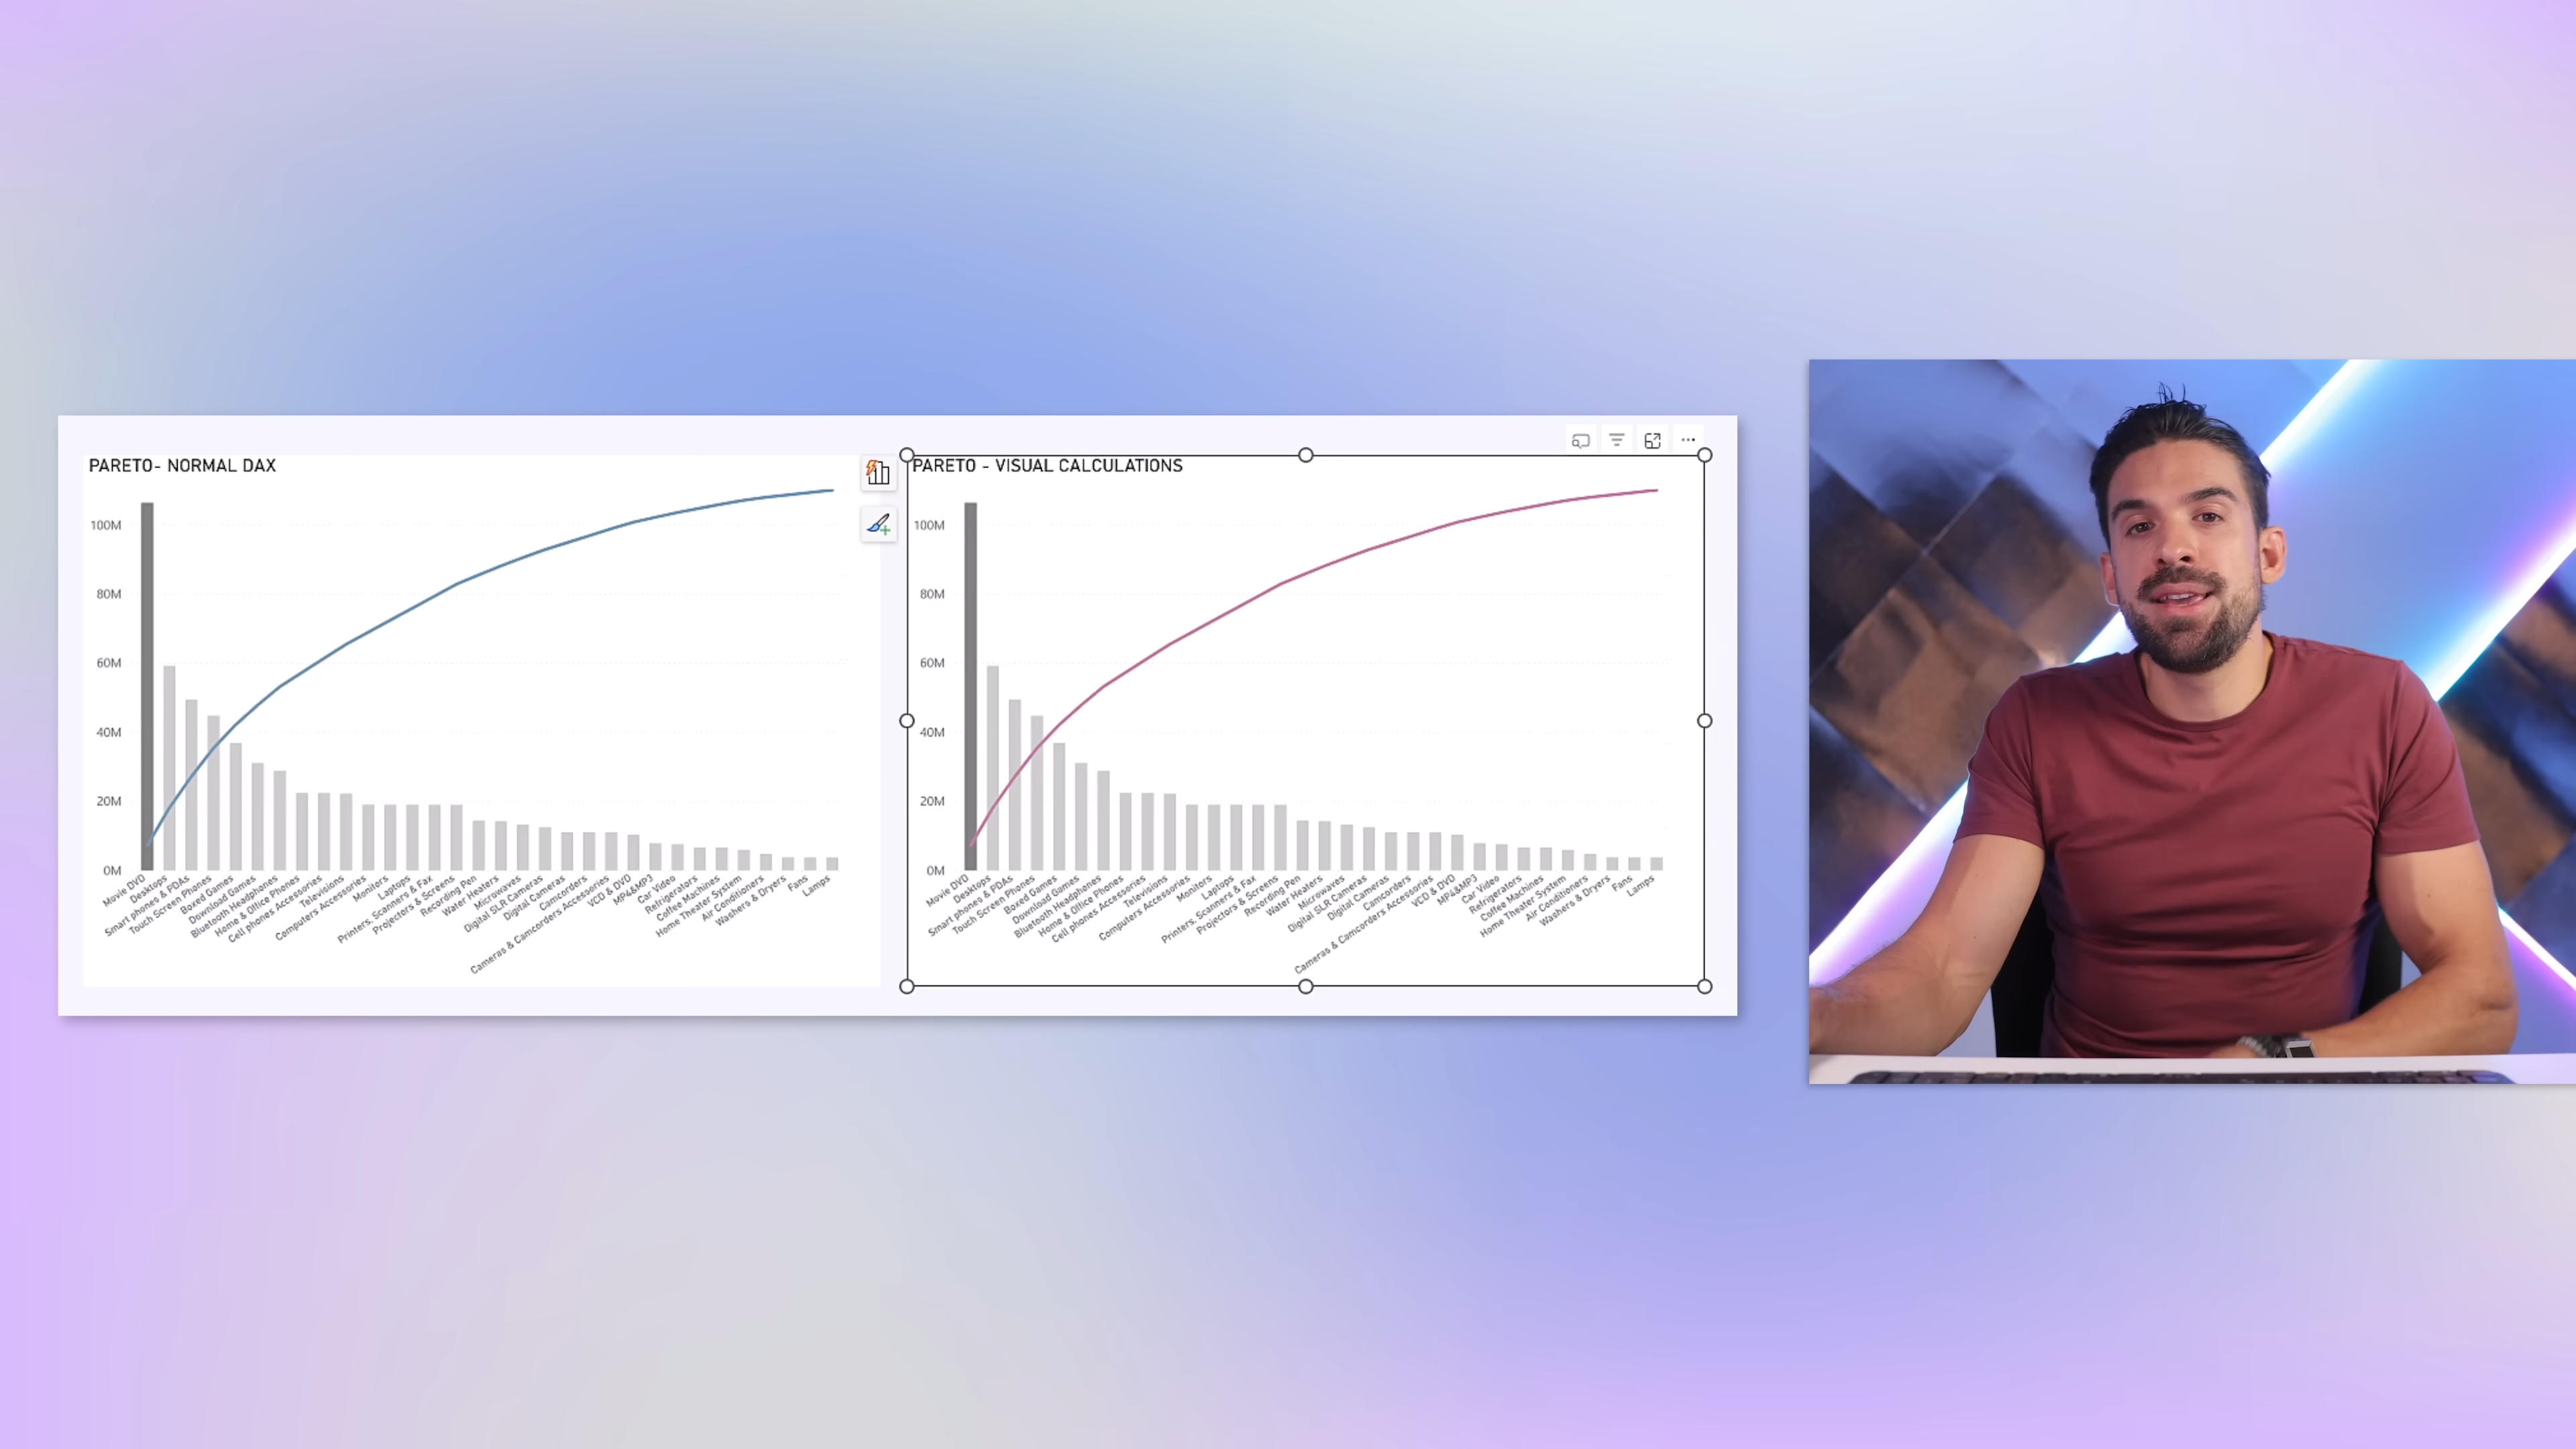 PARETO- NORMAL DAX
100M
80M
60M
40M
20M
0M
Movie DVD
Desktops
Smart phones & PDAs
Touch Screen Phones
Boxed Games
Download Games
Bluetooth Headphones
Home & Office Phones
Cell phones Accessories
Televisions
Computers Accessories
Monitors
Laptops
Printers, Scanners & Fax
Projectors & Screens
Recording Pen
Water Heaters
Microwaves
Digital SLR Cameras
Digital Cameras
Camcorders
Cameras & Camcorders Accessories
VCD & DVD
MP4&MP3
Car Video
Refrigerators
Coffee Machines
Home Theater System
Air Conditioners
Washers & Dryers
Fans
Lamps
PARETO - VISUAL CALCULATIONS
100M
80M
60M
40M
20M
0M
Movie DVD
Desktops
Smart phones & PDAs
Touch Screen Phones
Boxed Games
Download Games
Bluetooth Headphones
Home & Office Phones
Cell phones Accessories
Televisions
Computers Accessories
Monitors
Laptops
Printers, Scanners & Fax
Projectors & Screens
Recording Pen
Water Heaters
Microwaves
Digital SLR Cameras
Digital Cameras
Camcorders
Cameras & Camcorders Accessories
VCD & DVD
MP4&MP3
Car Video
Refrigerators
Coffee Machines
Home Theater System
Air Conditioners
Washers & Dryers
Fans
Lamps